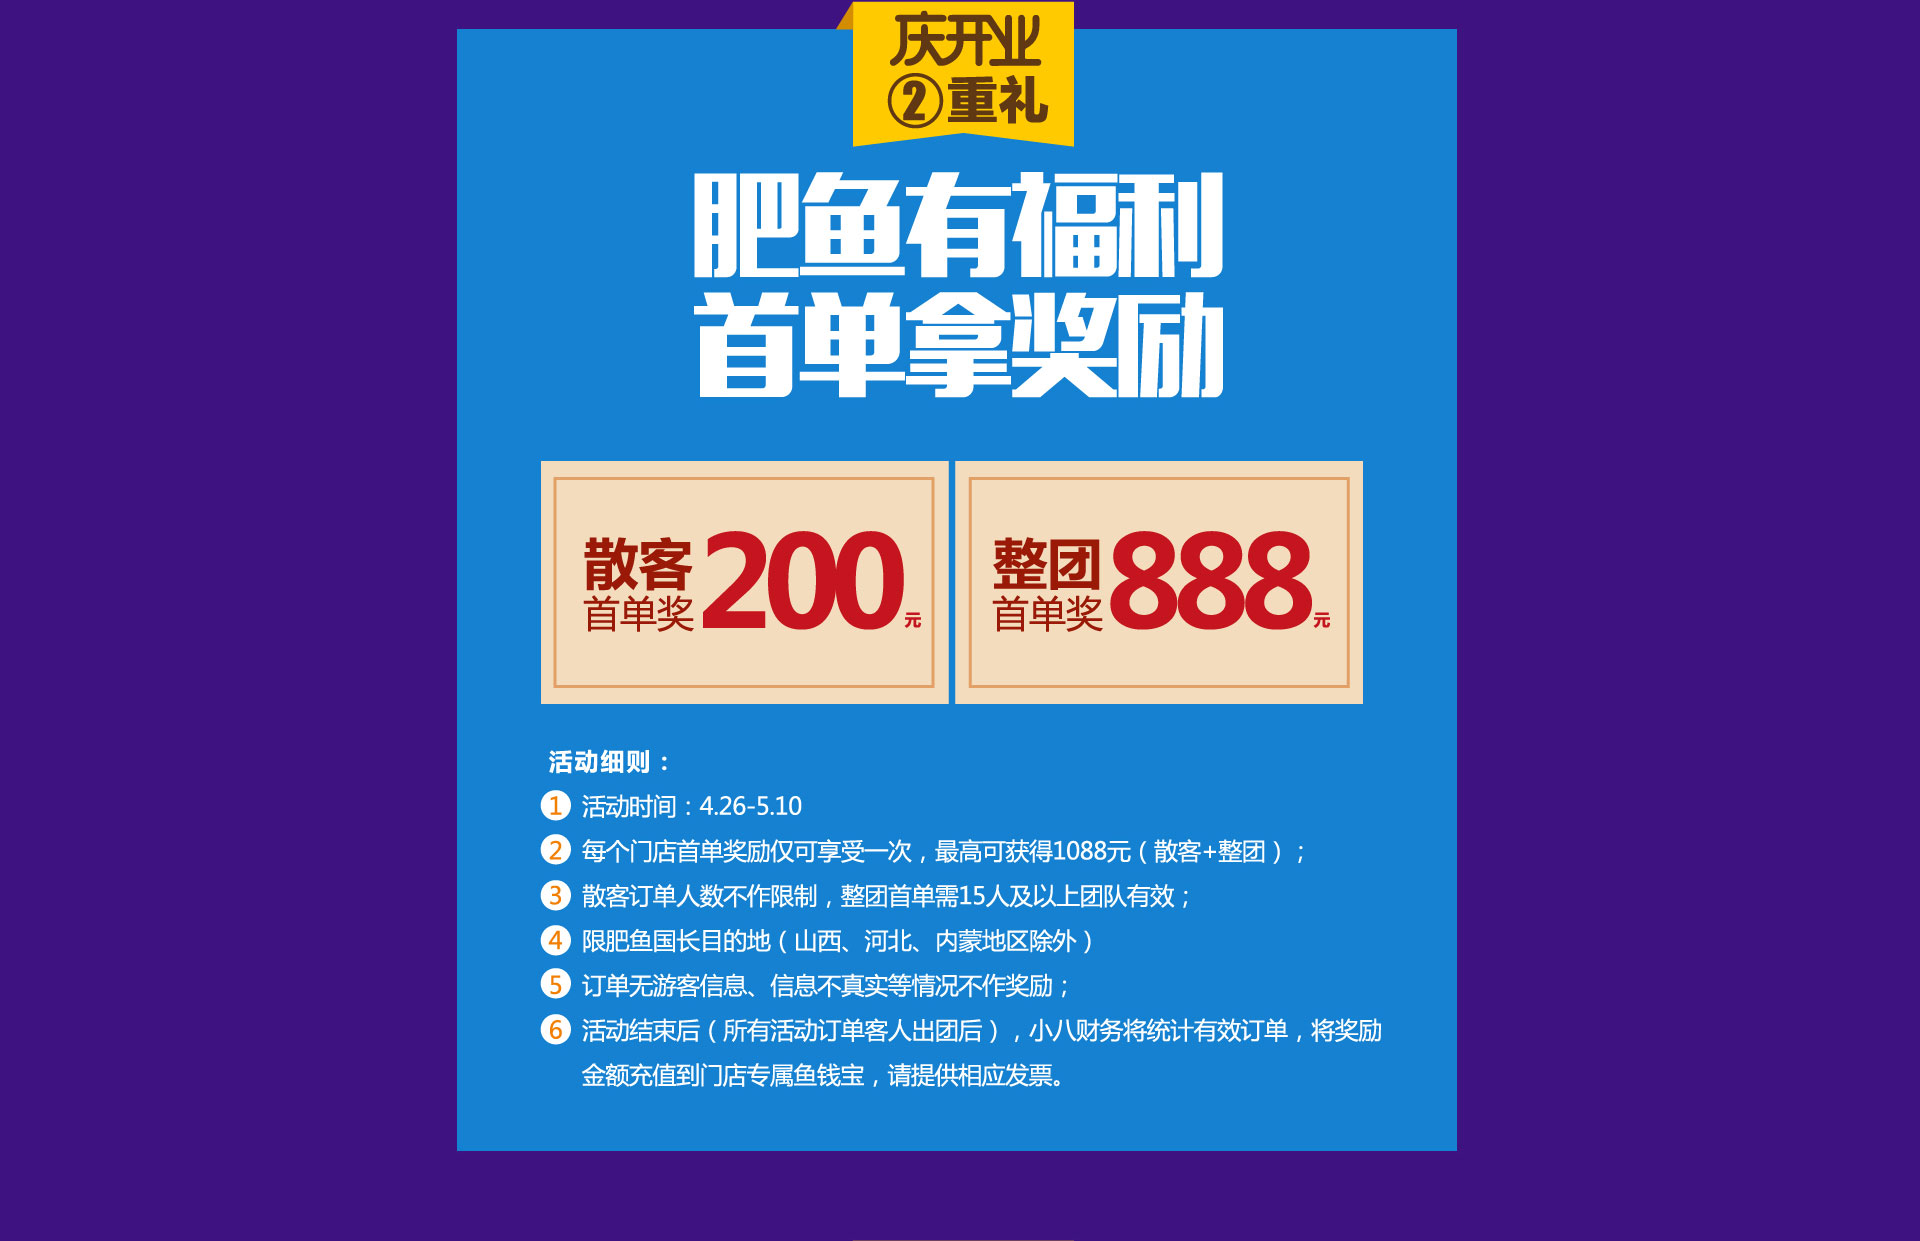 庆开业
②重礼
肥鱼有福利
首单拿奖励
散客
首单奖
200元
整团
首单奖
888元
活动细则：
1 活动时间：4.26-5.10
2 每个门店首单奖励仅可享受一次，最高可获得1088元（散客+整团）；
3 散客订单人数不作限制，整团首单需15人及以上团队有效；
4 限肥鱼国长目的地（山西、河北、内蒙地区除外）
5 订单无游客信息、信息不真实等情况不作奖励；
6 活动结束后（所有活动订单客人出团后），小八财务将统计有效订单，将奖励
金额充值到门店专属鱼钱宝，请提供相应发票。